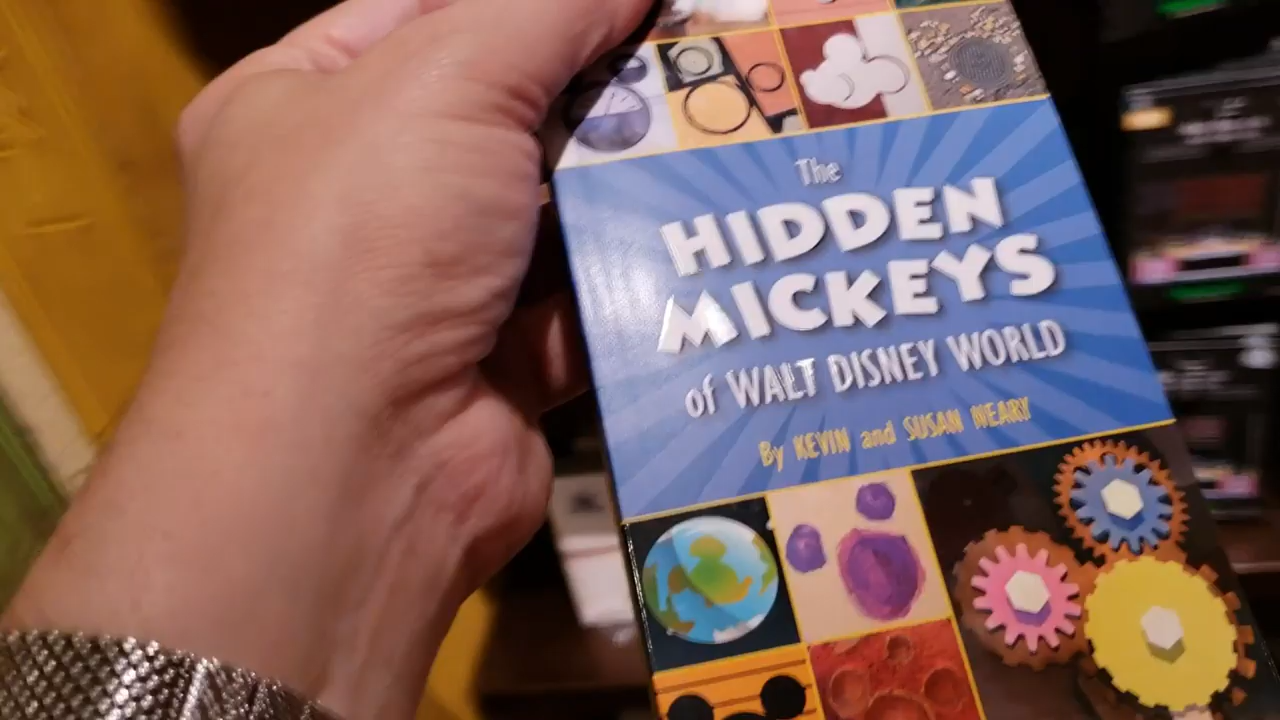 The
HIDDEN
MICKEYS
of WALT DISNEY WORLD
By KEVIN and SUSAN NEARY